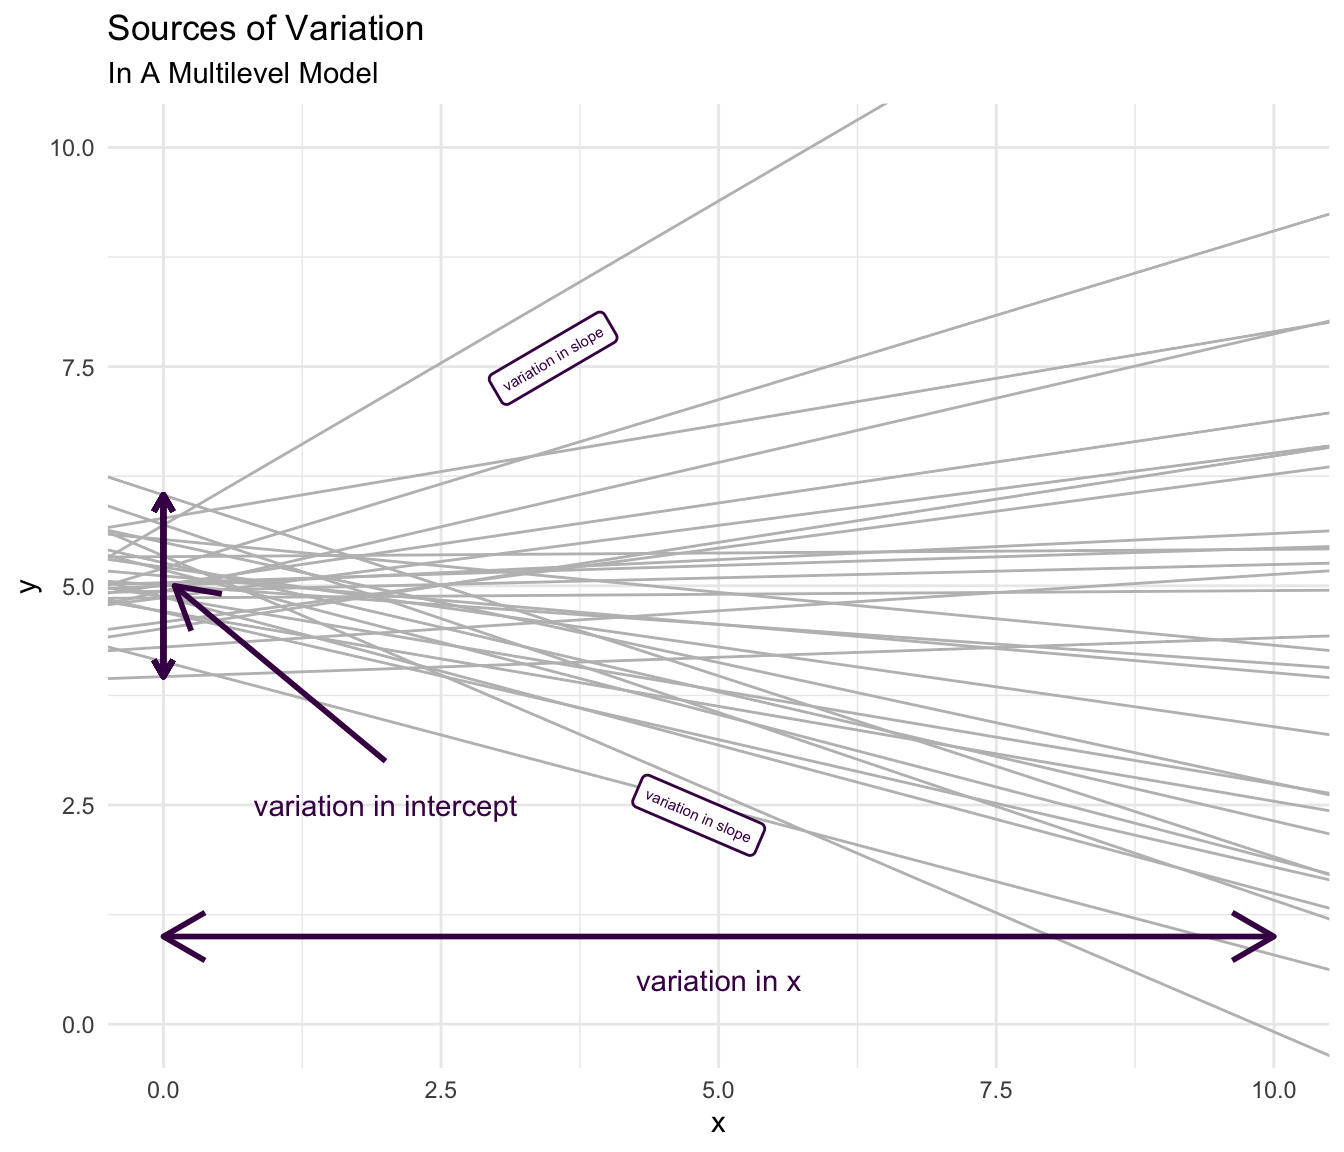 Sources of Variation
In A Multilevel Model
10.0
7.5
5.0
2.5
0.0
y
variation in slope
variation in intercept
variation in slope
variation in x
0.0 2.5 5.0 7.5 10.0
x